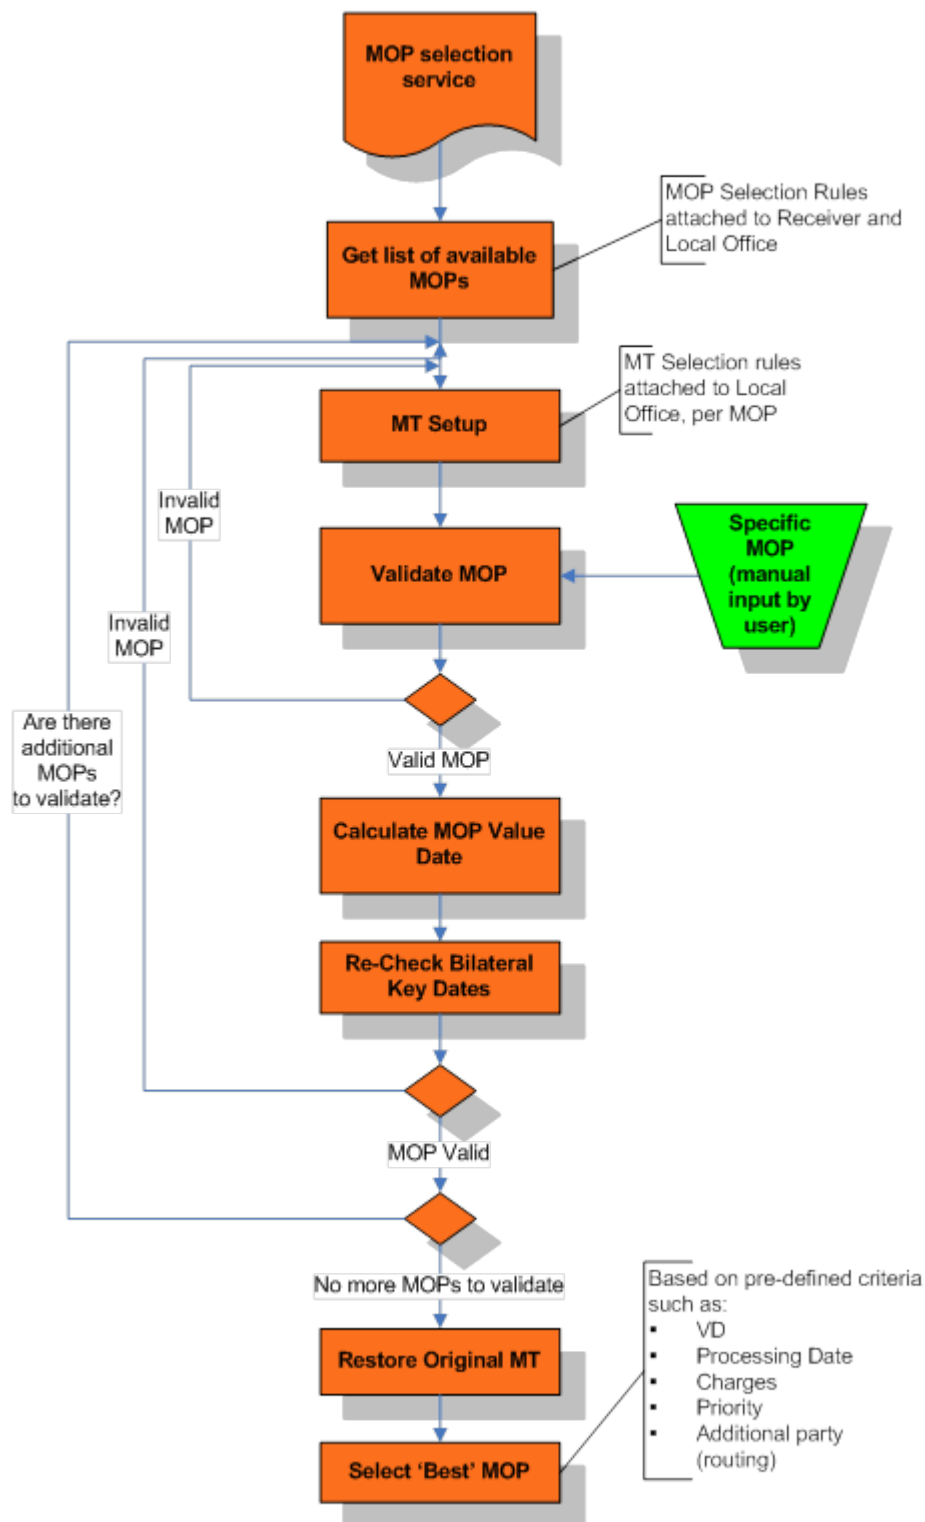 MOP selection
service
MOP Selection Rules
attached to Receiver and
Local Office
Get list of available
MOPs
MT Selection rules
attached to Local
Office, per MOP
MT Setup
Invalid
MOP
Specific
MOP
(manual
input by
user)
Validate MOP
Invalid
MOP
Are there
additional
MOPs
to validate?
Valid MOP
Calculate MOP Value
Date
Re-Check Bilateral
Key Dates
MOP Valid
No more MOPs to validate
Based on pre-defined criteria
such as:
▪ VD
▪ Processing Date
▪ Charges
▪ Priority
▪ Additional party
(routing)
Restore Original MT
Select ‘Best’ MOP